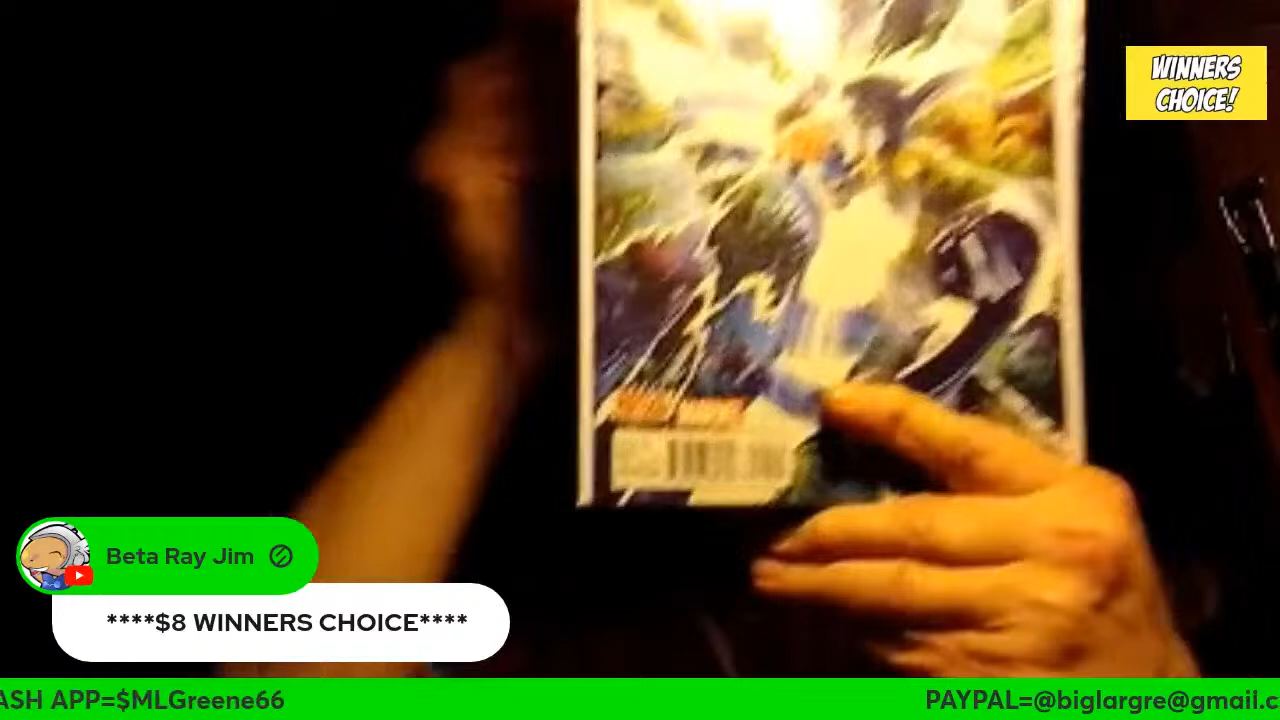 WINNERS
CHOICE!
Beta Ray Jim
****$8 WINNERS CHOICE****
ASH APP=$MLGreene66
PAYPAL=@biglargre@gmail.c